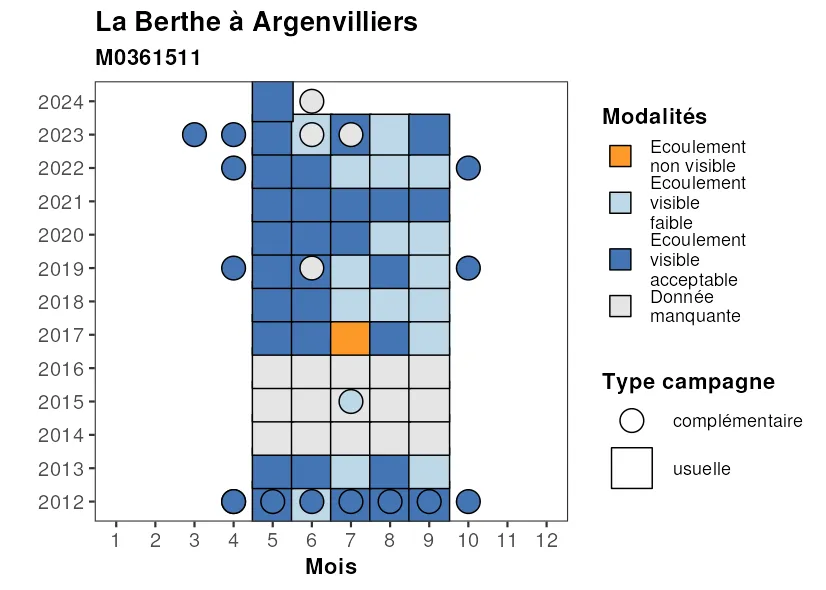 La Berthe à Argenvilliers
M0361511
2024
2023
2022
2021
2020
2019
2018
2017
2016
2015
2014
2013
2012
1 2 3 4 5 6 7 8 9 10 11 12
Mois
Modalités
Ecoulement
non visible
Ecoulement
visible
faible
Ecoulement
visible
acceptable
Donnée
manquante
Type campagne
complémentaire
usuelle